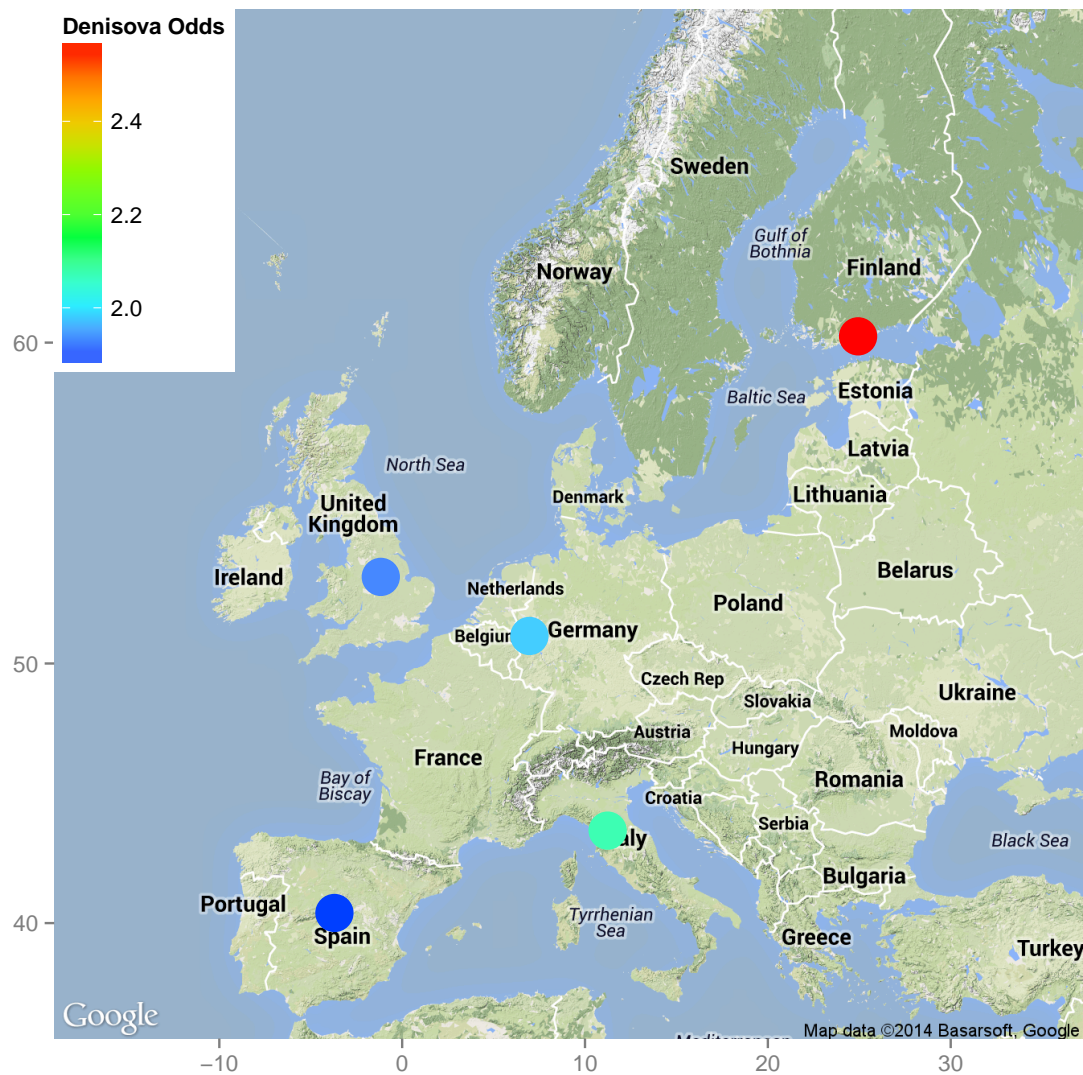 Denisova Odds
2.4
2.2
2.0
60
50
40
Sweden
Gulf of
Bothnia
Norway
Finland
Estonia
Baltic Sea
Latvia
North Sea
Denmark
Lithuania
United
Kingdom
Ireland
Belarus
Netherlands
Poland
Belgium
Germany
Czech Rep
Ukraine
Slovakia
Austria
Moldova
Hungary
France
Romania
Bay of
Biscay
Croatia
Serbia
Italy
Black Sea
Bulgaria
Portugal
Tyrrhenian
Sea
Spain
Greece
Turkey
Google
Map data ©2014 Basarsoft, Google
−10
0
10
20
30